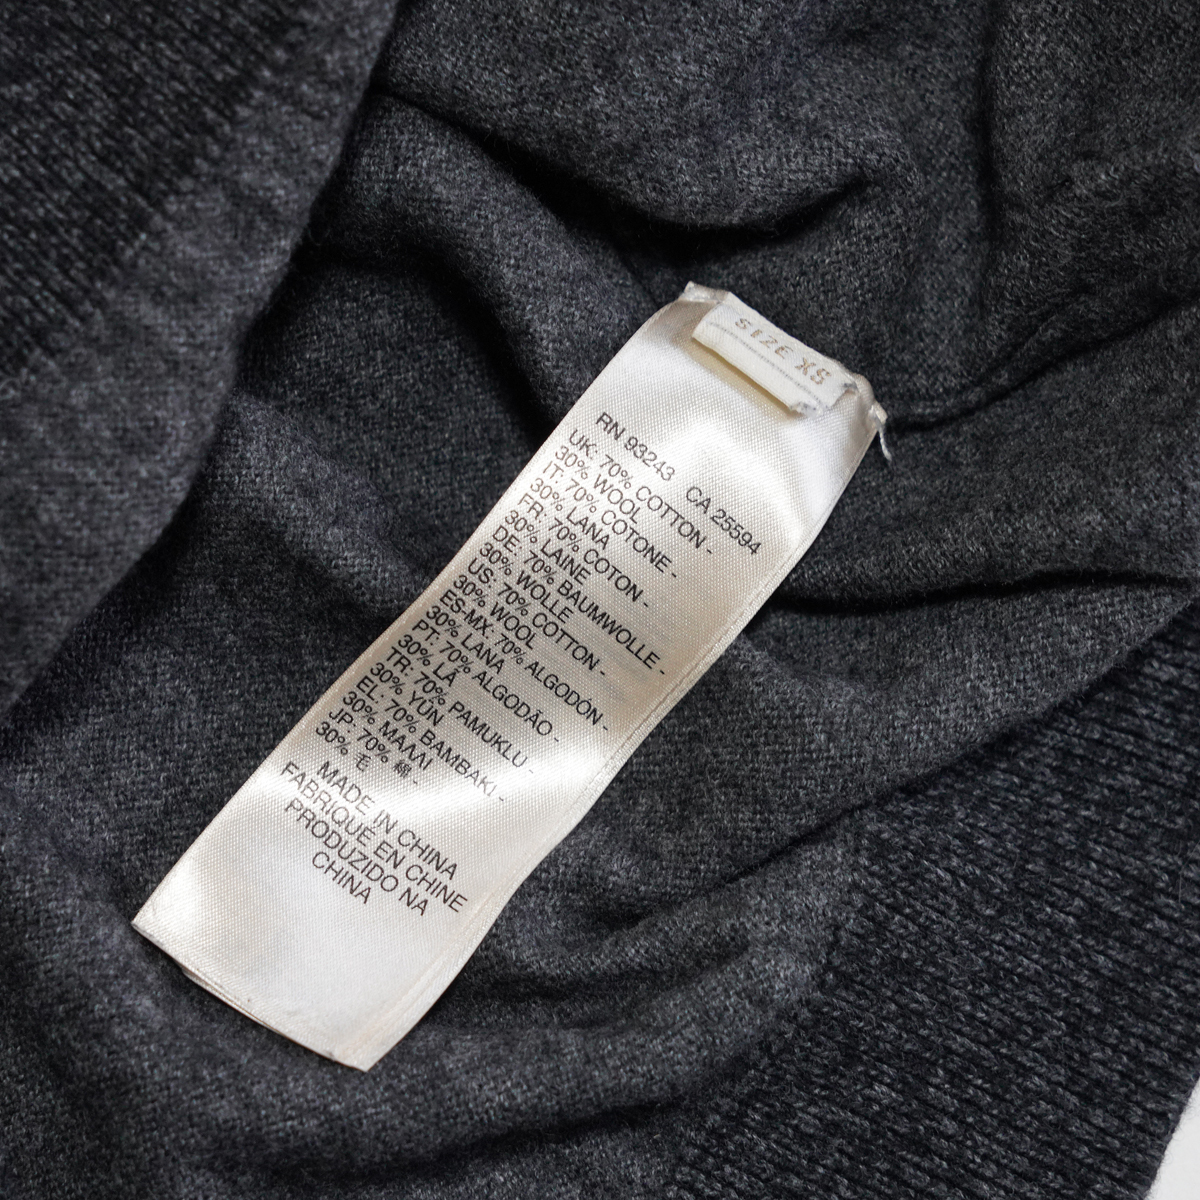 SIZE XS
RN 93243 CA 25594
UK: 70% COTTON -
30% WOOL
IT: 70% COTONE -
30% LANA
FR: 70% COTON -
30% LAINE
DE: 70% BAUMWOLLE -
30% WOLLE
US: 70% COTTON -
30% WOOL
ES-MX: 70% ALGODÓN -
30% LANA
PT: 70% ALGODÃO -
30% LÃ
TR: 70% PAMUKLU -
30% YÜN
EL: 70% ΒΑΜΒΑΚΙ -
30% ΜΑΛΛΙ
JP: 70% 綿 -
30% 毛
MADE IN CHINA
FABRIQUE EN CHINE
PRODUZIDO NA
CHINA